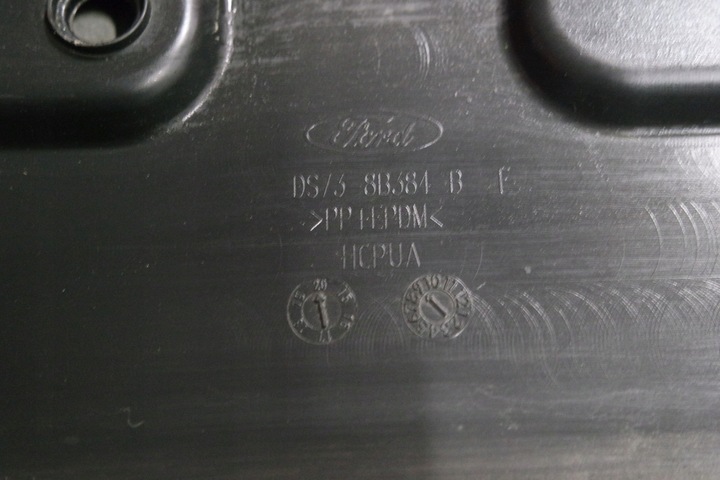 Ford
DS73 8B384 B F
>PP+EPDM<
HCPUA